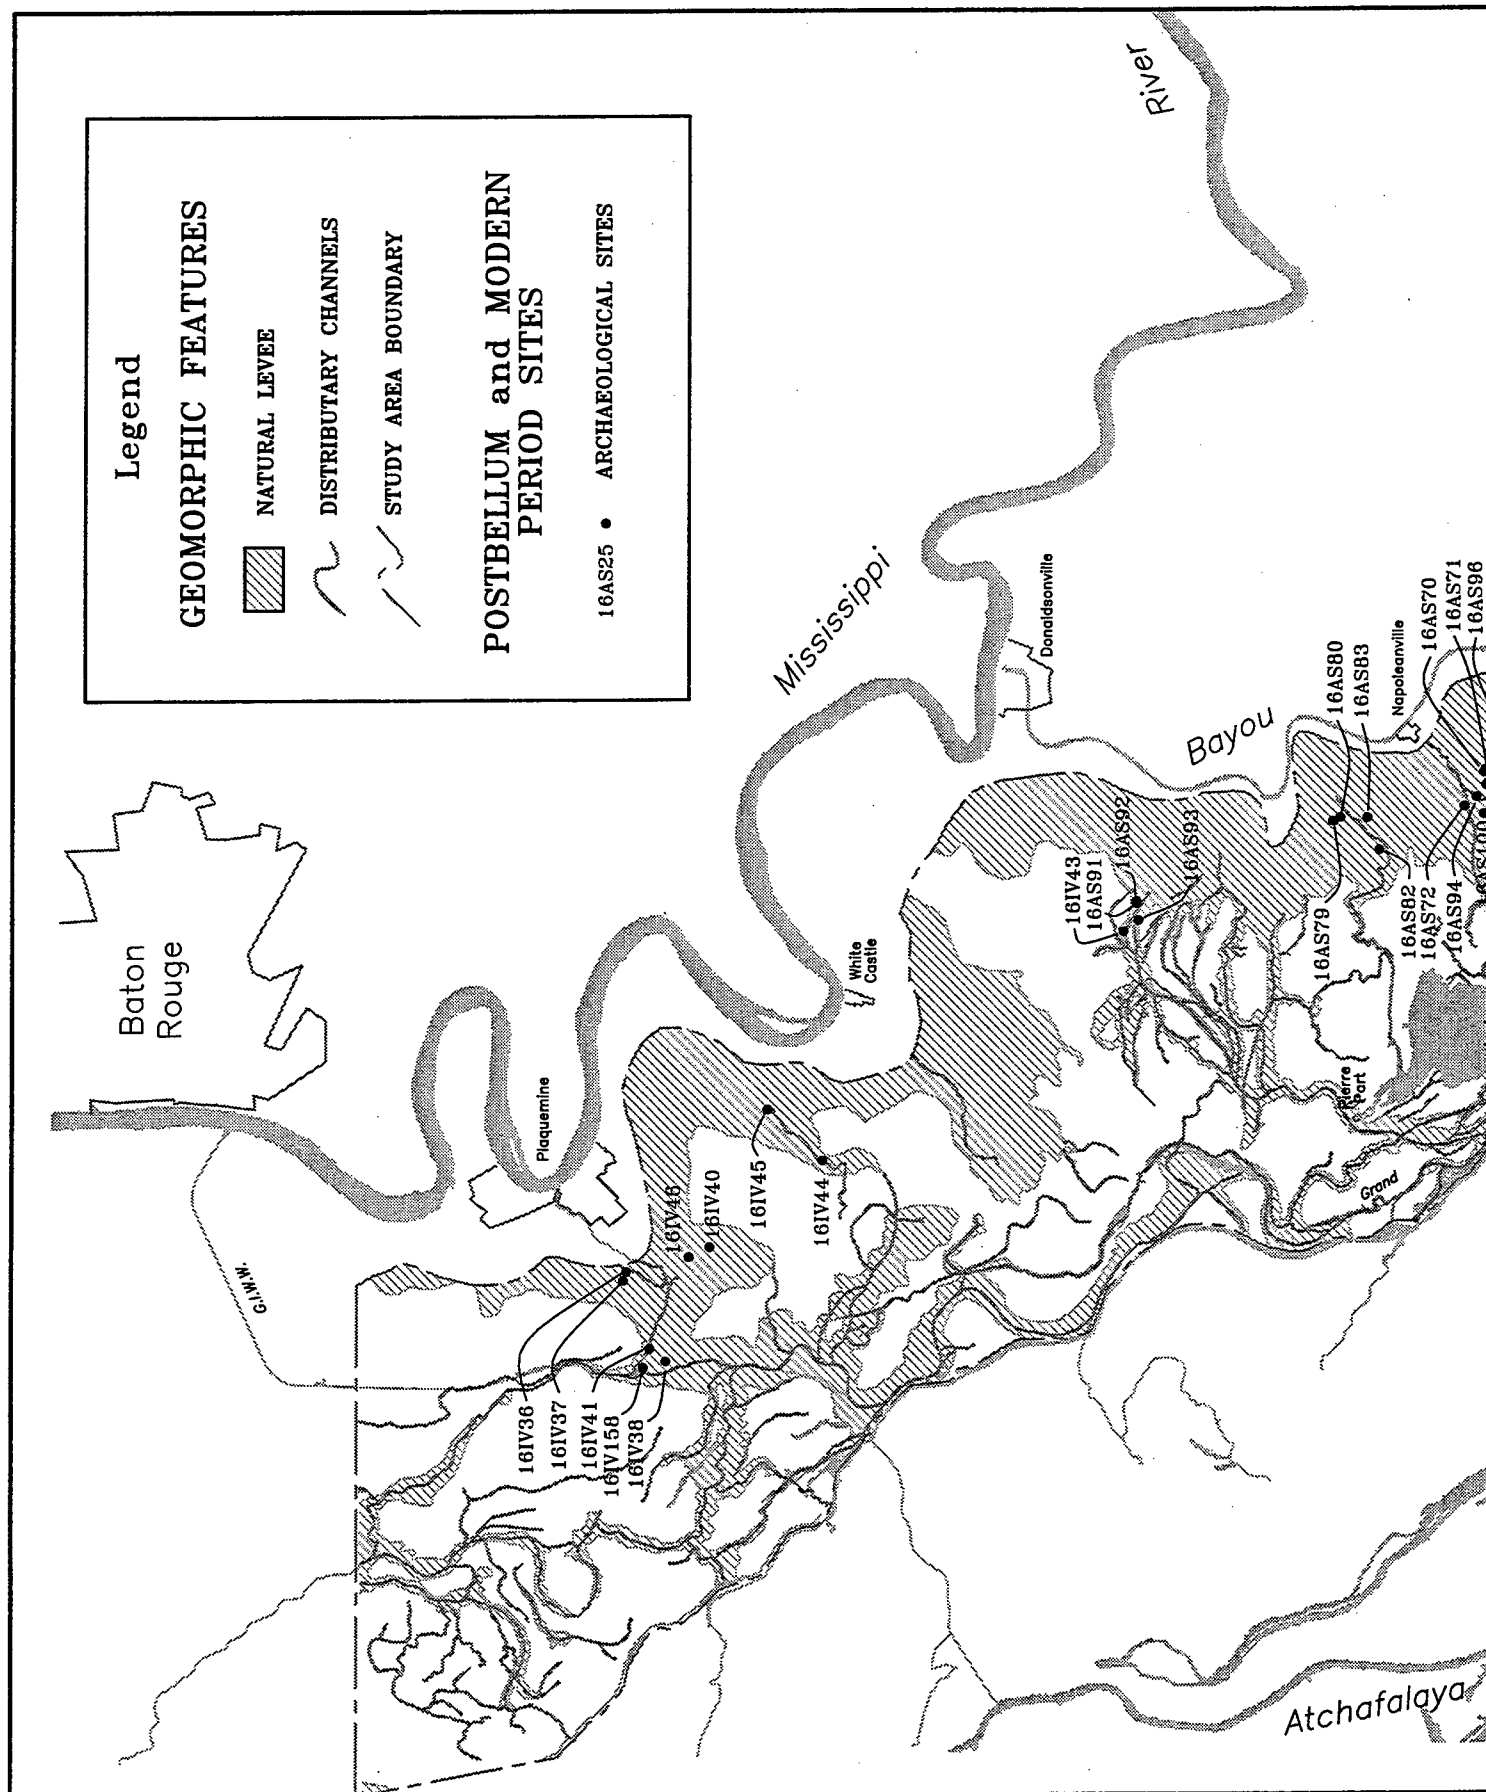 Legend
GEOMORPHIC FEATURES
NATURAL LEVEE
DISTRIBUTARY CHANNELS
STUDY AREA BOUNDARY
POSTBELLUM and MODERN
PERIOD SITES
16AS25 • ARCHAEOLOGICAL SITES
Baton
Rouge
G.I.W.W.
Plaquemine
White
Castle
Mississippi
River
Donaldsonville
Bayou
Napoleanville
Pierre
Part
Grand
Atchafalaya
16IV36
16IV37
16IV41
16IV158
16IV38
16IV46
16IV40
16IV45
16IV44
16IV43
16AS91
16AS92
16AS93
16AS79
16AS80
16AS83
16AS82
16AS72
16AS94
16AS100
16AS70
16AS71
16AS96